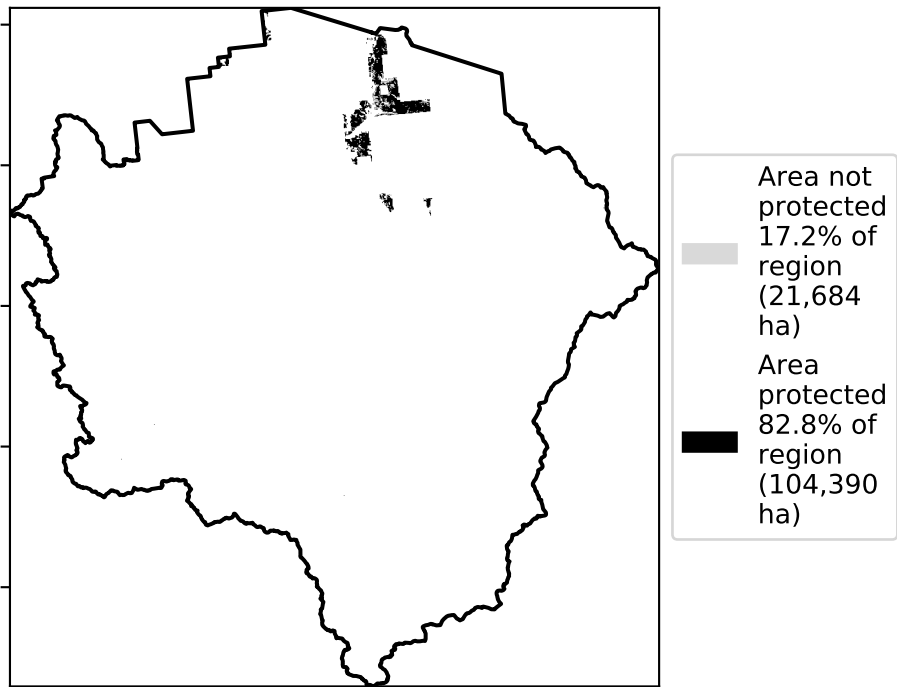 Area not
protected
17.2% of
region
(21,684
ha)
Area
protected
82.8% of
region
(104,390
ha)